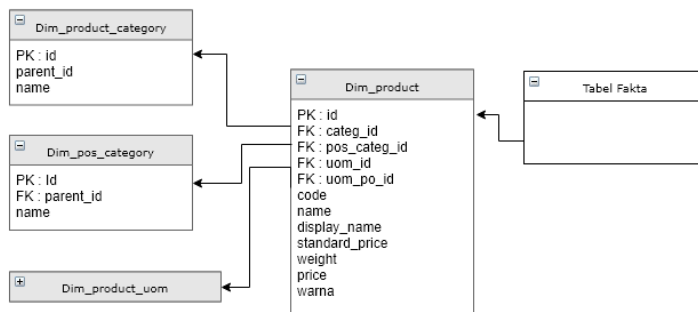 Dim_product_category
PK : id
parent_id
name
Dim_pos_category
PK : Id
FK : parent_id
name
Dim_product_uom
Dim_product
PK : id
FK : categ_id
FK : pos_categ_id
FK : uom_id
FK : uom_po_id
code
name
display_name
standard_price
weight
price
warna
Tabel Fakta